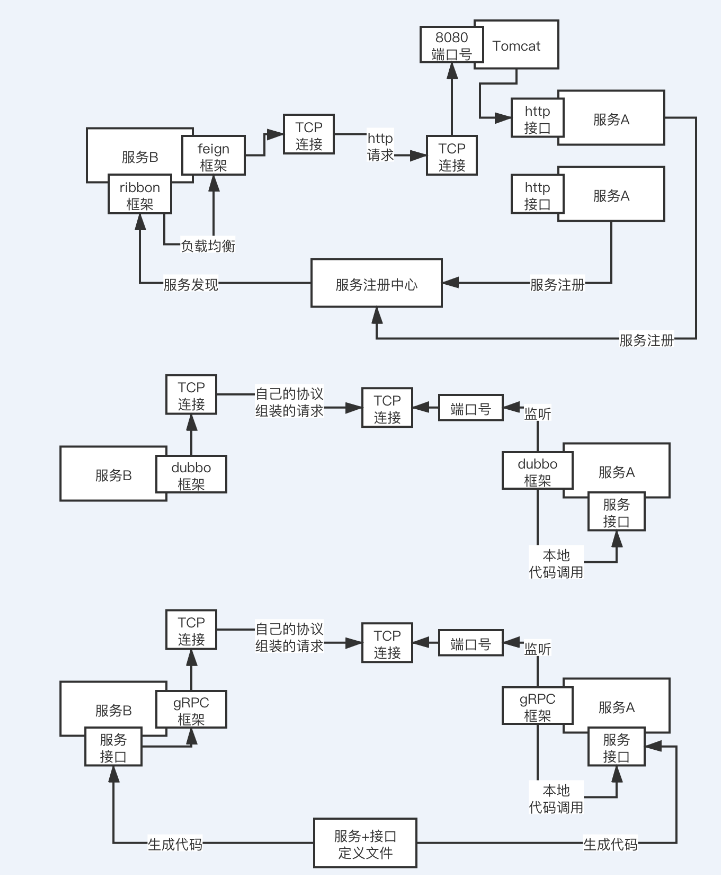 8080
端口号
Tomcat
http
接口
服务A
TCP
连接
http
请求
feign
框架
服务B
TCP
连接
http
接口
服务A
ribbon
框架
负载均衡
服务发现
服务注册中心
服务注册
服务注册
TCP
连接
自己的协议
组装的请求
TCP
连接
端口号
监听
服务B
dubbo
框架
dubbo
框架
服务A
服务
接口
本地
代码调用
TCP
连接
自己的协议
组装的请求
TCP
连接
端口号
监听
服务B
gRPC
框架
服务
接口
gRPC
框架
服务A
服务
接口
本地
代码调用
生成代码
服务+接口
定义文件
生成代码